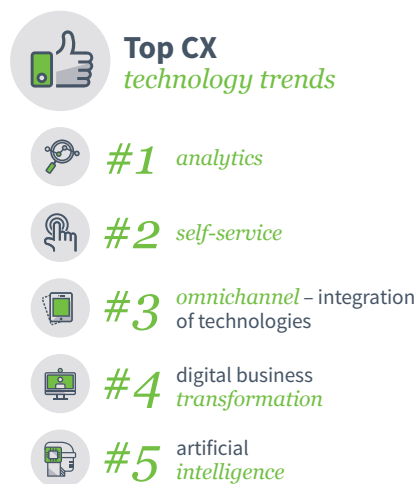 Top CX
technology trends
#1 analytics
#2 self-service
#3 omnichannel – integration
of technologies
#4 digital business
transformation
#5 artificial
intelligence